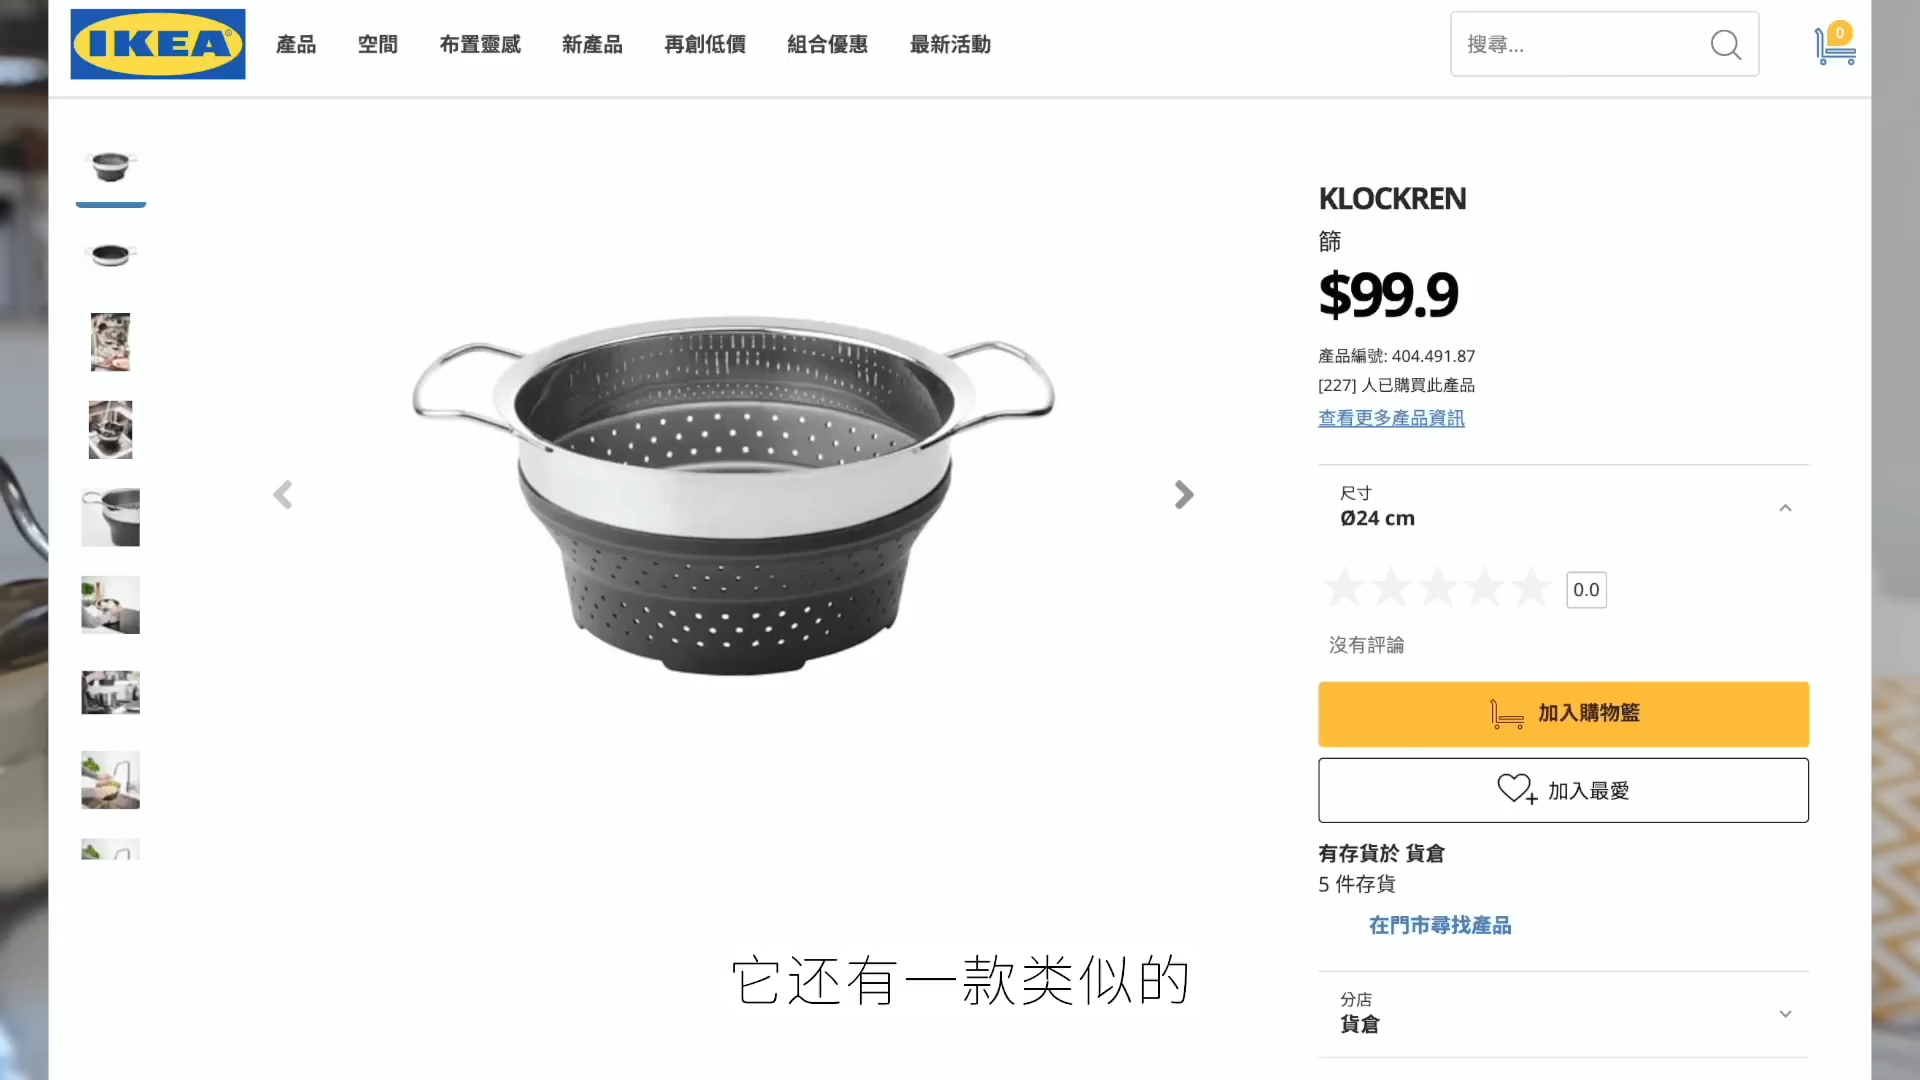 IKEA
產品 空間 布置靈感 新產品 再創低價 組合優惠 最新活動
搜尋...
0
KLOCKREN
篩
$99.9
產品編號: 404.491.87
[227] 人已購買此產品
查看更多產品資訊
尺寸
Ø24 cm
0.0
沒有評論
加入購物籃
加入最愛
有存貨於 貨倉
5 件存貨
在門市尋找產品
它还有一款类似的
分店
貨倉